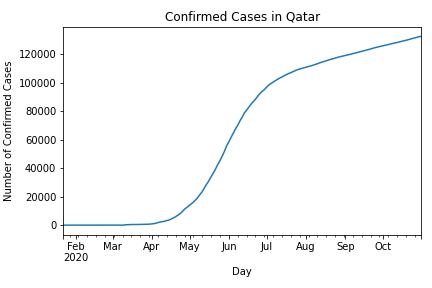 Confirmed Cases in Qatar
Number of Confirmed Cases
120000
100000
80000
60000
40000
20000
0
Feb Mar Apr May Jun Jul Aug Sep Oct
2020
Day